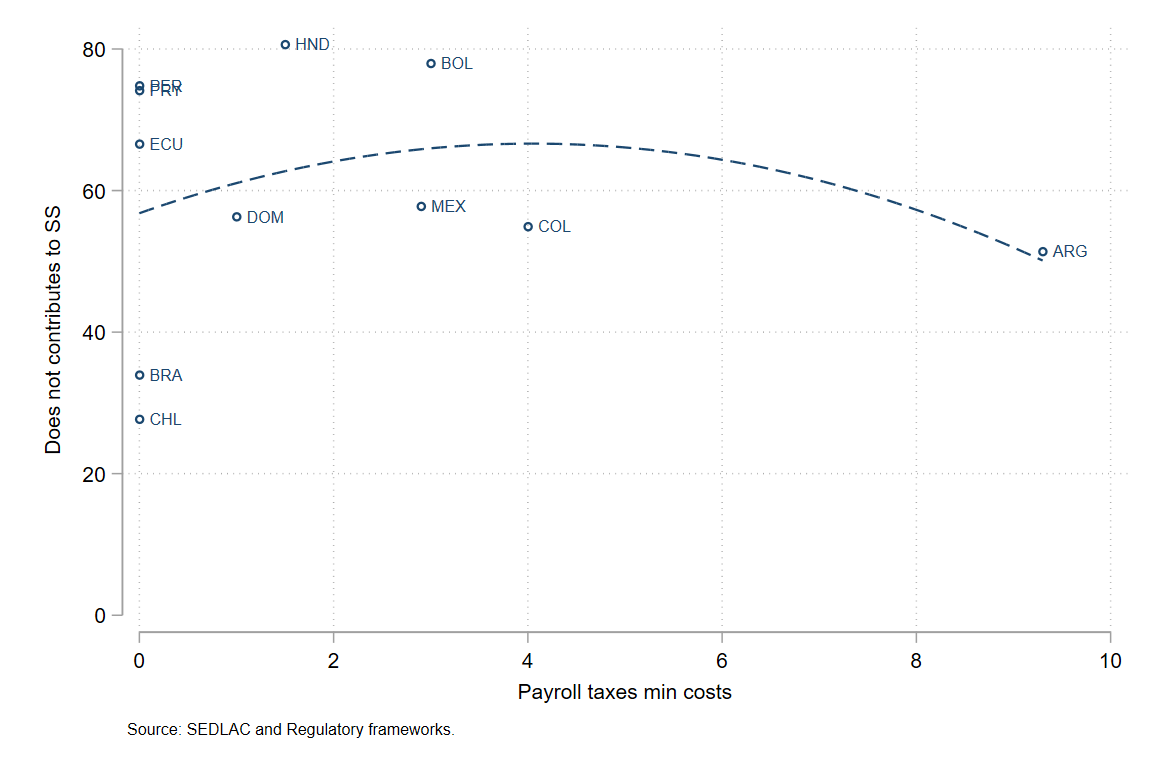 80
60
40
20
0
Does not contributes to SS
HND
BOL
PER
PRY
ECU
DOM
MEX
COL
ARG
BRA
CHL
0 2 4 6 8 10
Payroll taxes min costs
Source: SEDLAC and Regulatory frameworks.